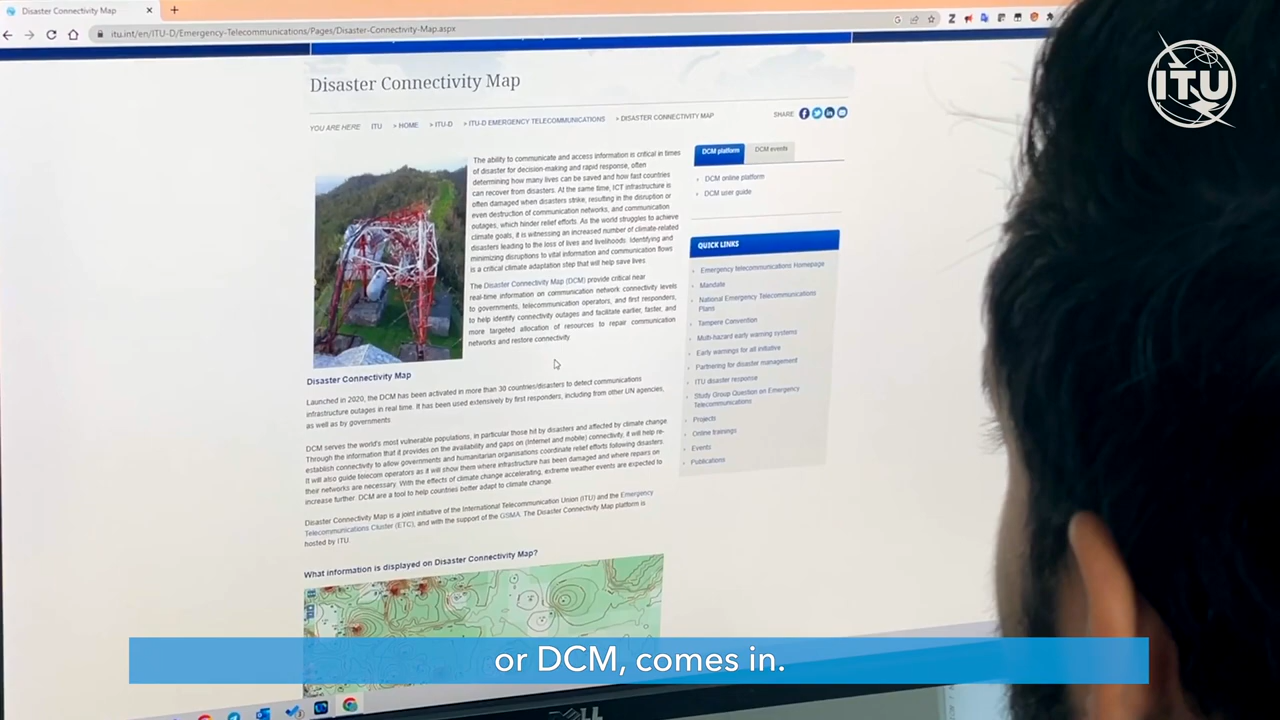 Disaster Connectivity Map
itu.int/en/ITU-D/Emergency-Telecommunications/Pages/Disaster-Connectivity-Map.aspx
ITU
Disaster Connectivity Map
YOU ARE HERE ITU > HOME > ITU-D > ITU-D EMERGENCY TELECOMMUNICATIONS > DISASTER CONNECTIVITY MAP
SHARE
The ability to communicate and access information is critical in times
of disaster for decision-making and rapid response, often
determining how many lives can be saved and how fast countries
can recover from disasters. At the same time, ICT infrastructure is
often damaged when disasters strike, resulting in the disruption or
even destruction of communication networks, and communication
outages, which hinder relief efforts. As the world struggles to achieve
climate goals, it is witnessing an increased number of climate-related
disasters leading to the loss of lives and livelihoods. Identifying and
minimizing disruptions to vital information and communication flows
is a critical climate adaptation step that will help save lives
The Disaster Connectivity Map (DCM) provide critical near
real-time information on communication network connectivity levels
to governments, telecommunication operators, and first responders,
to help identify connectivity outages and facilitate earlier, faster, and
more targeted allocation of resources to repair communication
networks and restore connectivity
DCM platform
DCM events
DCM online platform
DCM user guide
QUICK LINKS
Emergency telecommunications Homepage
Mandate
National Emergency Telecommunications
Plans
Tampere Convention
Multi-hazard early warning systems
Early warnings for all initiative
Partnering for disaster management
ITU disaster response
Study Group Question on Emergency
Telecommunications
Projects
Online trainings
Events
Publications
Disaster Connectivity Map
Launched in 2020, the DCM has been activated in more than 30 countries/disasters to detect communications
infrastructure outages in real time. It has been used extensively by first responders, including from other UN agencies,
as well as by governments.
DCM serves the world's most vulnerable populations, in particular those hit by disasters and affected by climate change
Through the information that it provides on the availability and gaps on (Internet and mobile) connectivity, it will help re-
establish connectivity to allow governments and humanitarian organisations coordinate relief efforts following disasters.
It will also guide telecom operators as it will show them where infrastructure has been damaged and where repairs on
their networks are necessary. With the effects of climate change accelerating, extreme weather events are expected to
increase further. DCM are a tool to help countries better adapt to climate change.
Disaster Connectivity Map is a joint initiative of the International Telecommunication Union (ITU) and the Emergency
Telecommunications Cluster (ETC), and with the support of the GSMA. The Disaster Connectivity Map platform is
hosted by ITU.
What information is displayed on Disaster Connectivity Map?
or DCM, comes in.
DELL